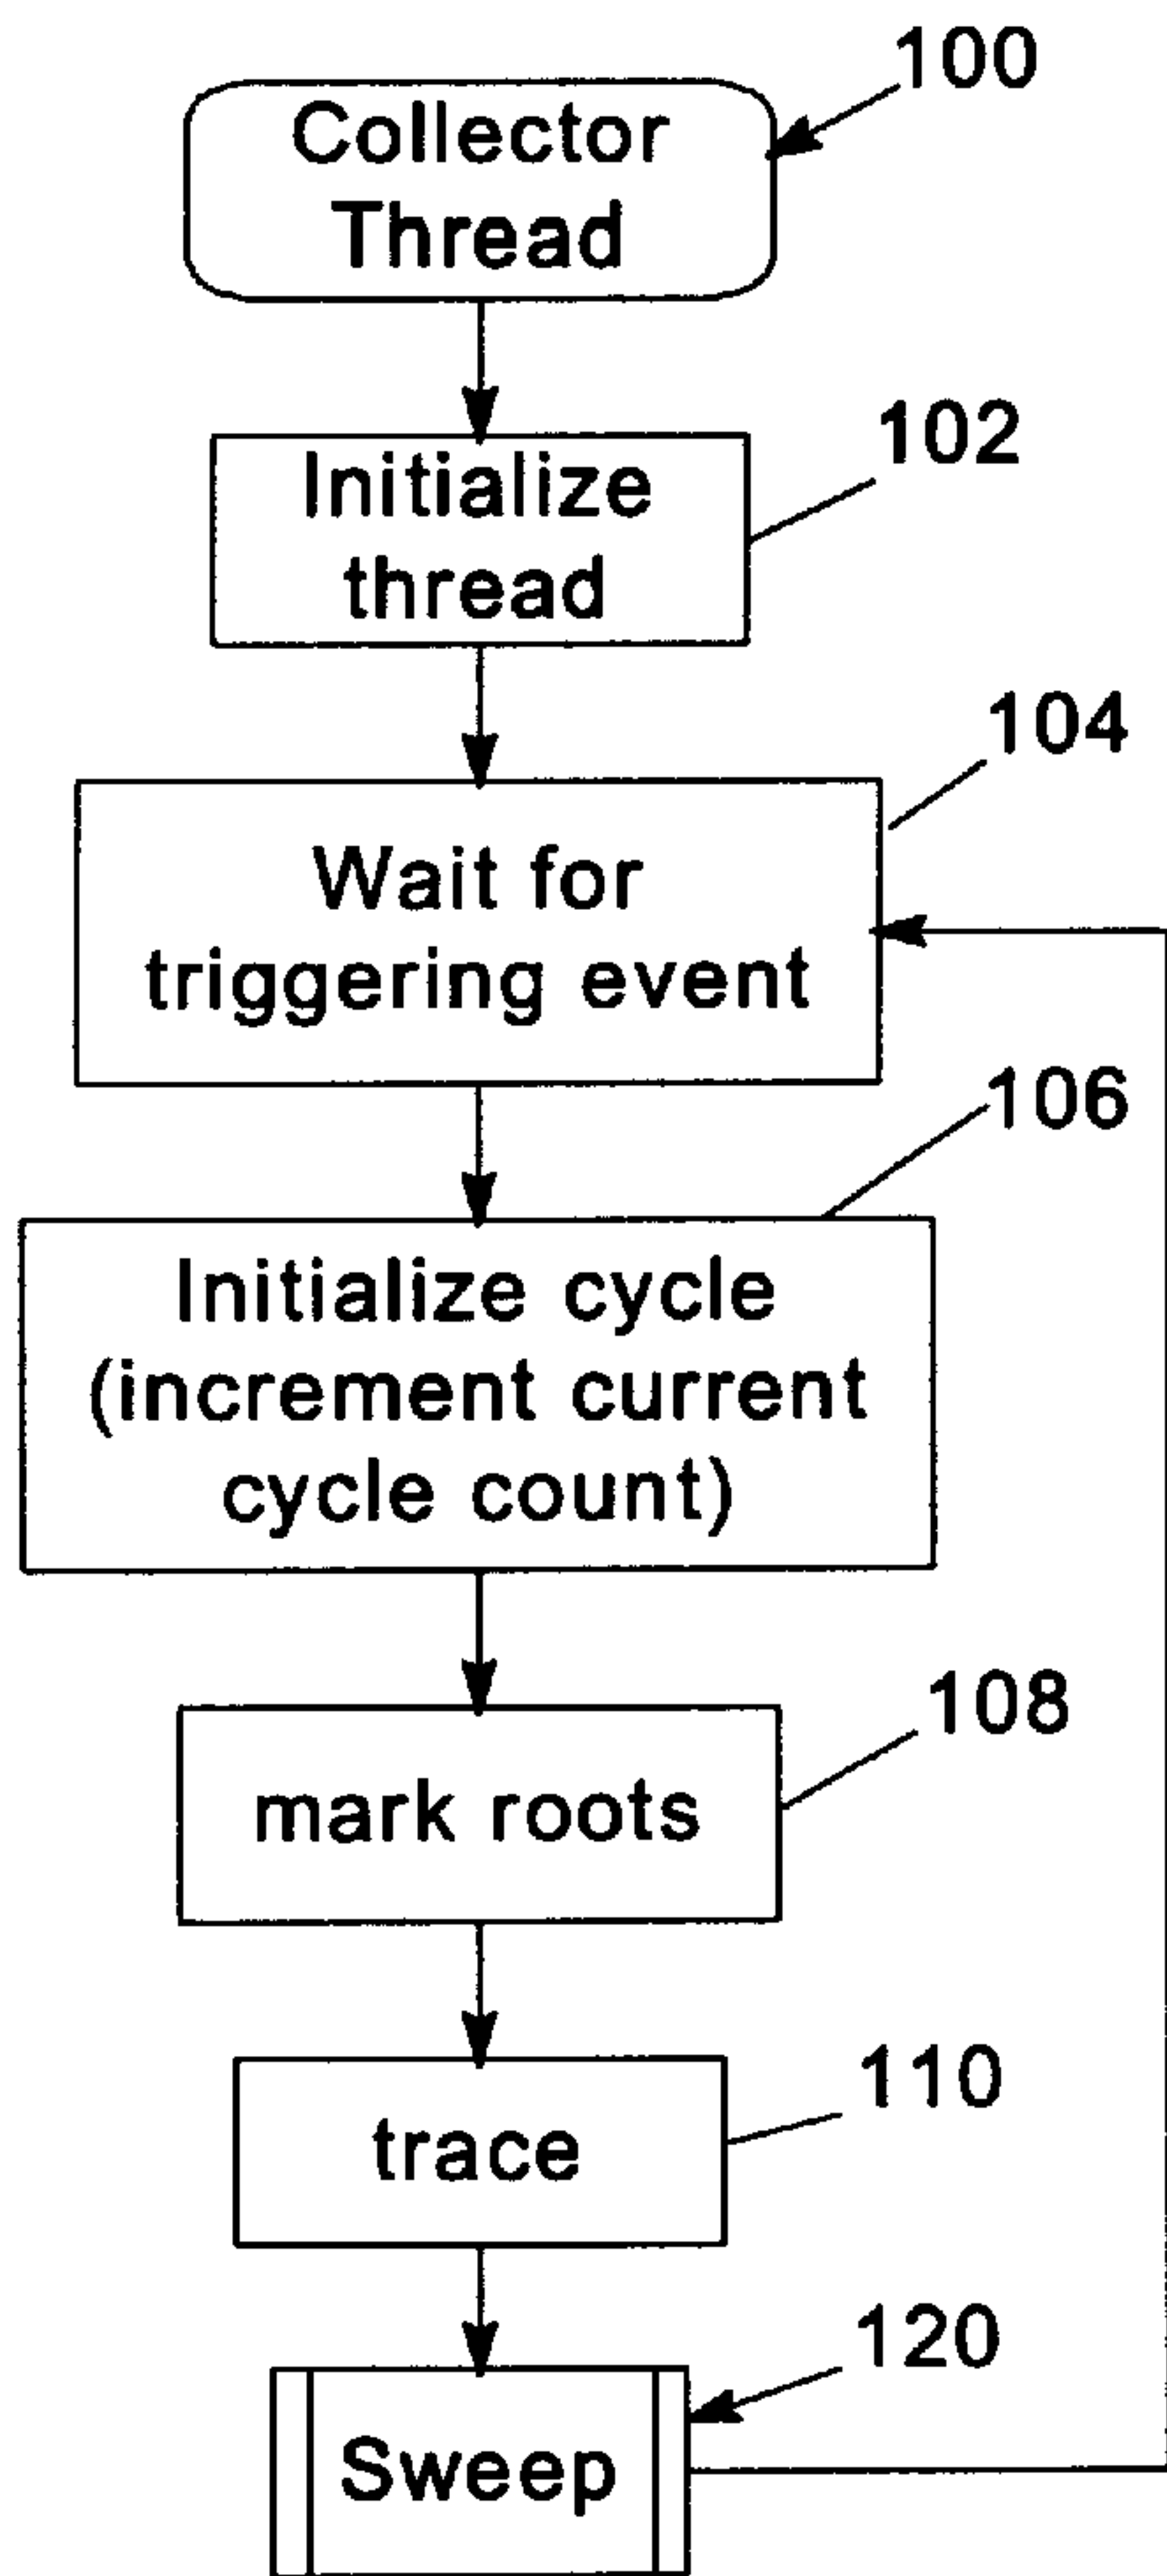 100
Collector
Thread
102
Initialize
thread
104
Wait for
triggering event
106
Initialize cycle
(increment current
cycle count)
108
mark roots
110
trace
120
Sweep